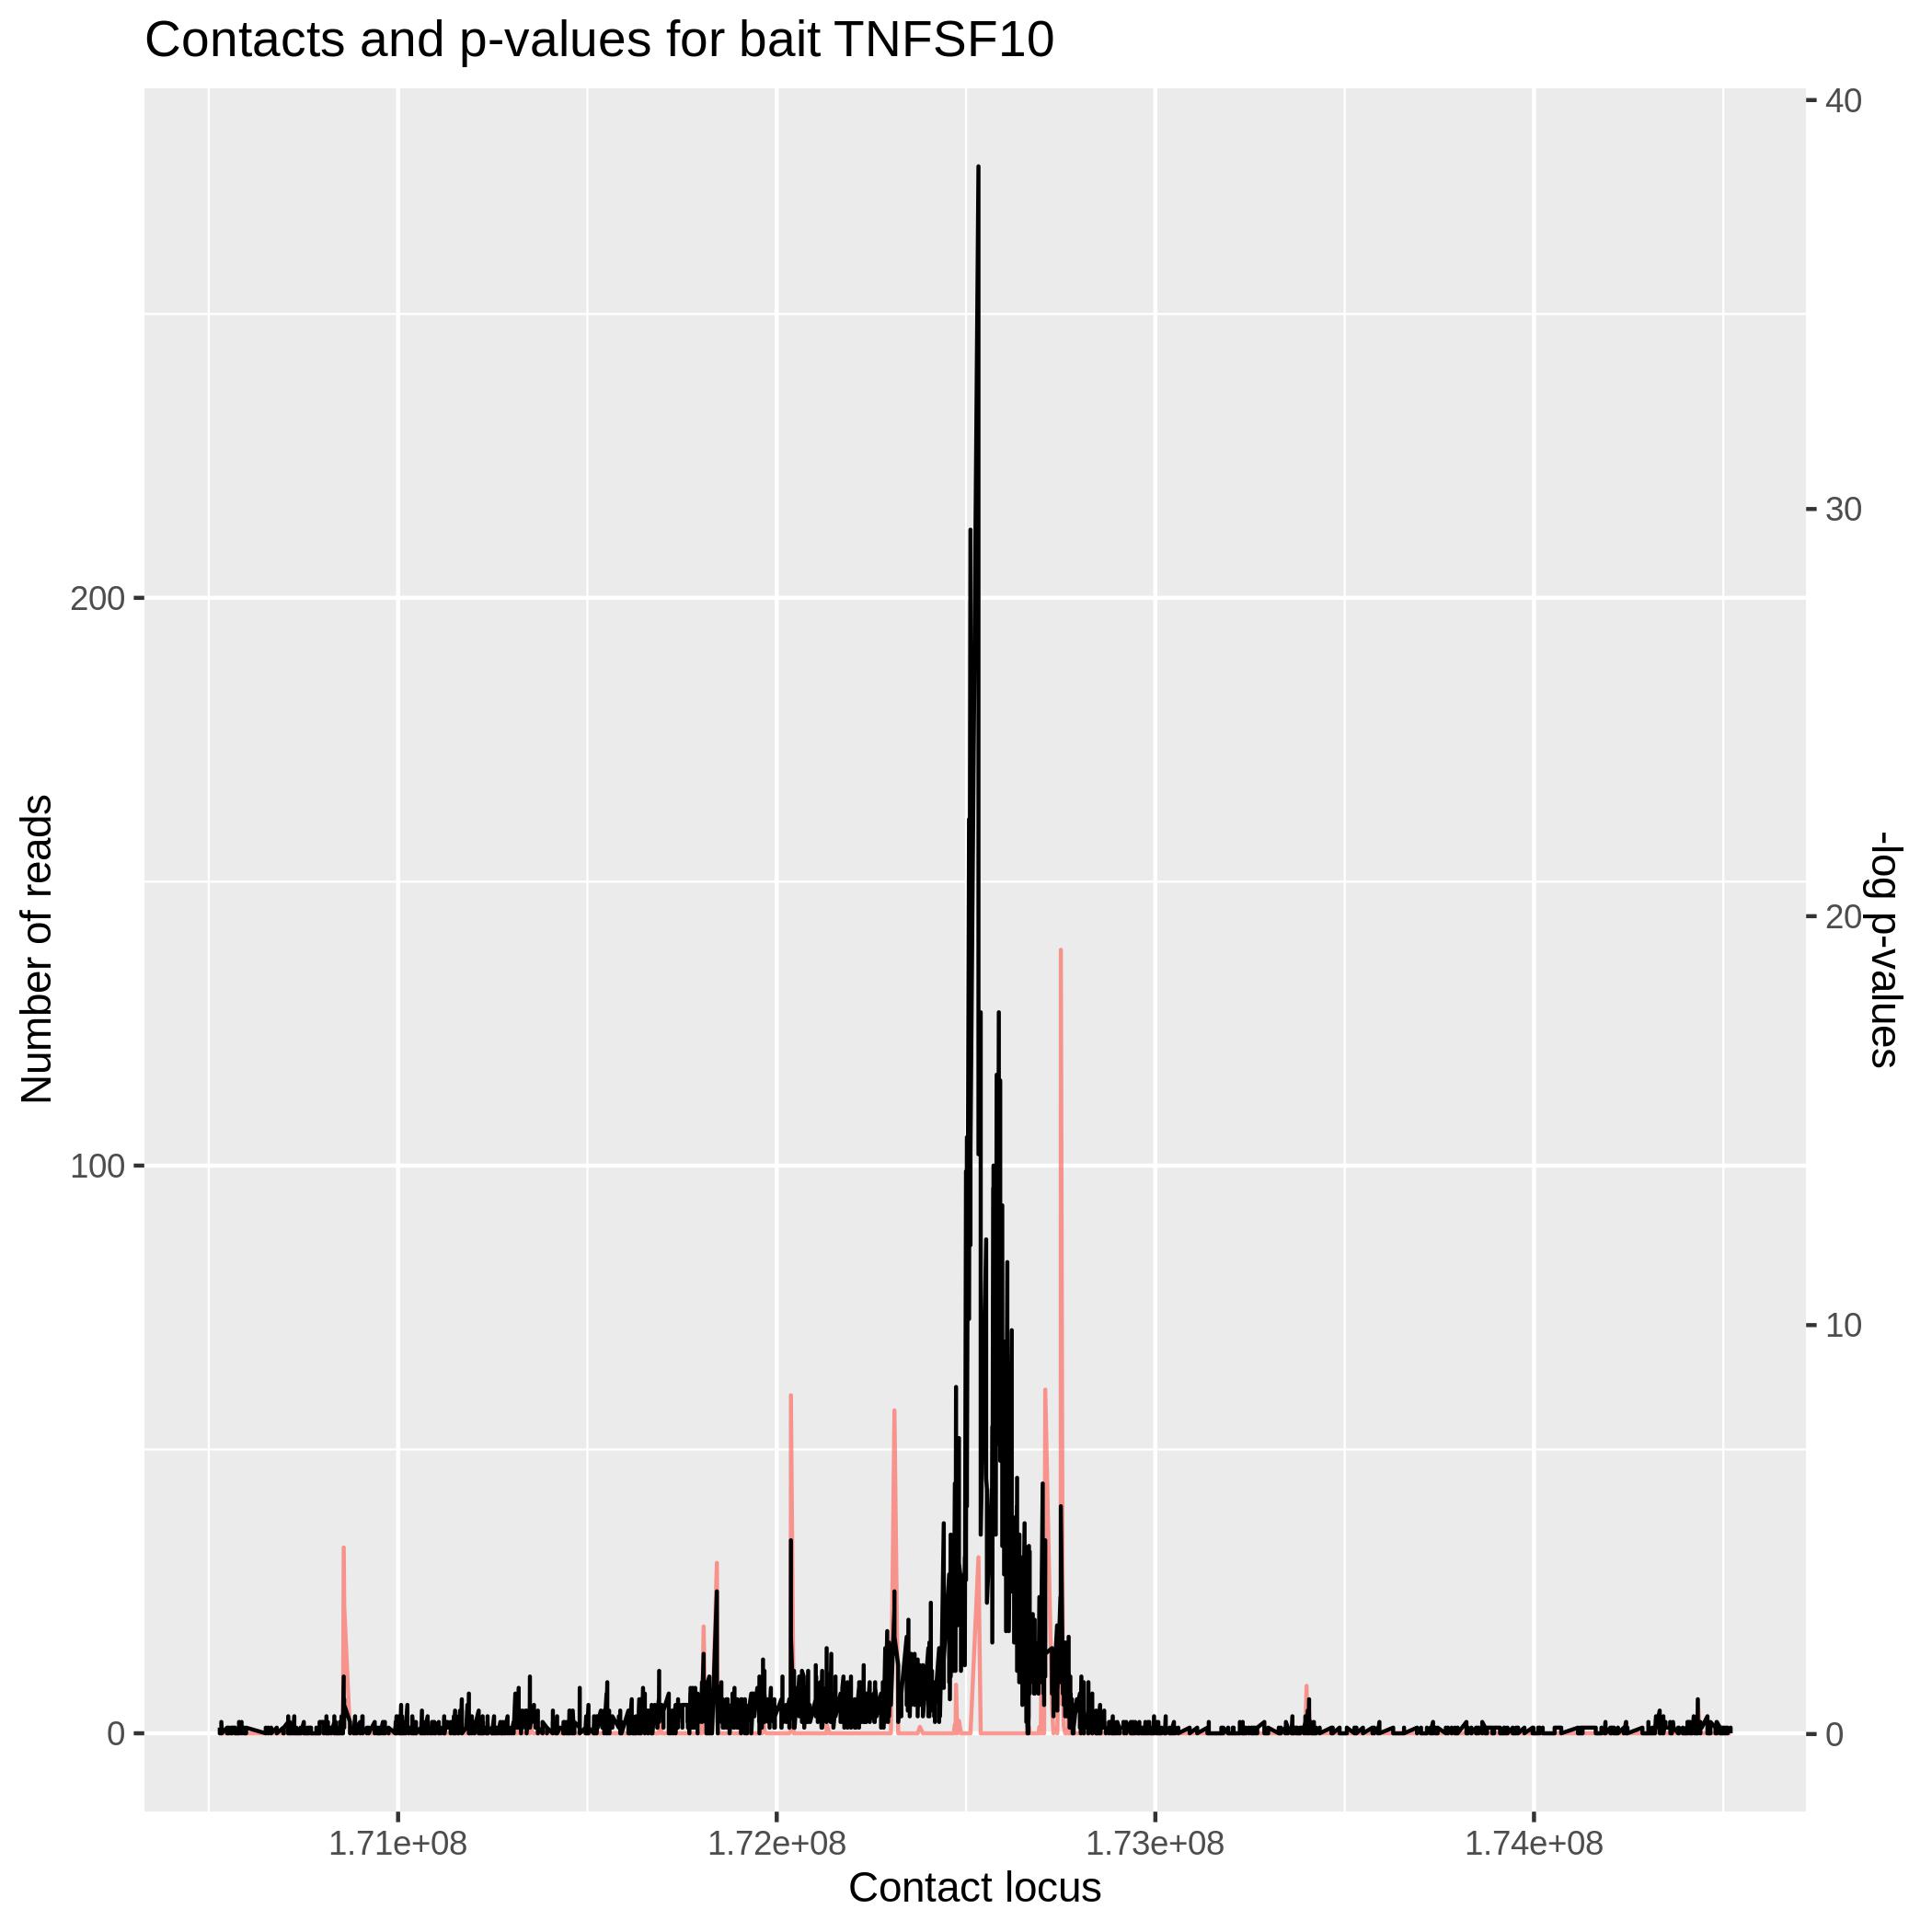 Contacts and p-values for bait TNFSF10
40
30
200
20
Number of reads
-log p-values
100
10
0
0
1.71e+08
1.72e+08
1.73e+08
1.74e+08
Contact locus